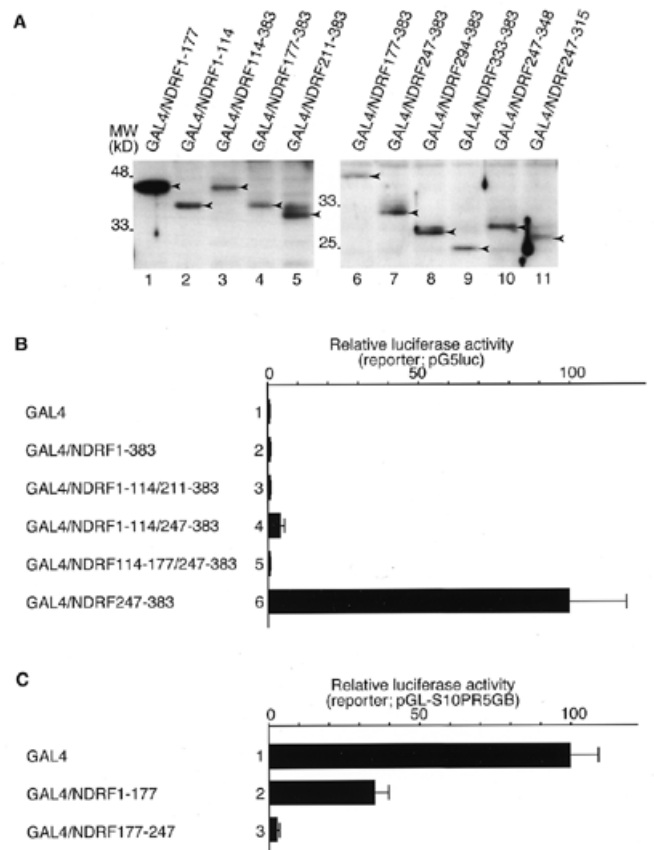 A
GAL4/NDRF1-177
GAL4/NDRF1-114
GAL4/NDRF114-383
GAL4/NDRF177-383
GAL4/NDRF211-383
GAL4/NDRF177-383
GAL4/NDRF247-383
GAL4/NDRF294-383
GAL4/NDRF333-383
GAL4/NDRF247-348
GAL4/NDRF247-315
MW
(kD)
48.
33.
33.
25.
1 2 3 4 5 6 7 8 9 10 11
B
Relative luciferase activity
(reporter; pG5luc)
0 50 100
GAL4 1
GAL4/NDRF1-383 2
GAL4/NDRF1-114/211-383 3
GAL4/NDRF1-114/247-383 4
GAL4/NDRF114-177/247-383 5
GAL4/NDRF247-383 6
C
Relative luciferase activity
(reporter; pGL-S10PR5GB)
0 50 100
GAL4 1
GAL4/NDRF1-177 2
GAL4/NDRF177-247 3